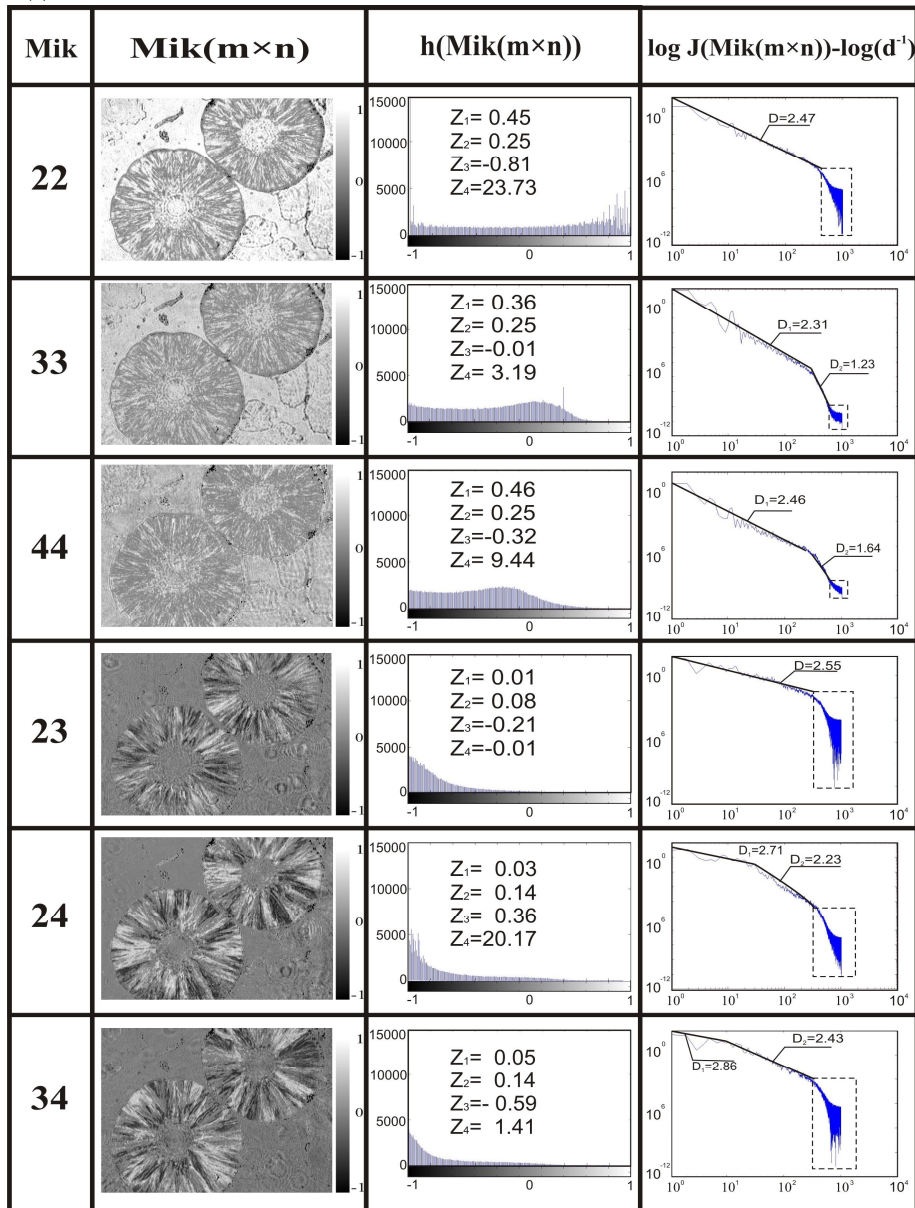 Mik Mik(m×n) h(Mik(m×n)) log J(Mik(m×n))-log(d⁻¹)
22
1
0
-1
15000
10000
5000
0
-1 0 1
Z₁= 0.45
Z₂= 0.25
Z₃=-0.81
Z₄=23.73
D=2.47
10⁰
10⁶
10⁻¹²
10⁰ 10¹ 10² 10³ 10⁴
33
1
0
-1
15000
10000
5000
0
-1 0 1
Z₁= 0.36
Z₂= 0.25
Z₃=-0.01
Z₄= 3.19
D₁=2.31
D₂=1.23
10⁰
10⁶
10⁻¹²
10⁰ 10¹ 10² 10³ 10⁴
44
1
0
-1
15000
10000
5000
0
-1 0 1
Z₁= 0.46
Z₂= 0.25
Z₃=-0.32
Z₄= 9.44
D₁=2.46
D₂=1.64
10⁰
10⁶
10⁻¹²
10⁰ 10¹ 10² 10³ 10⁴
23
1
0
-1
15000
10000
5000
0
-1 0 1
Z₁= 0.01
Z₂= 0.08
Z₃=-0.21
Z₄=-0.01
D=2.55
10⁰
10⁶
10⁻¹²
10⁰ 10¹ 10² 10³ 10⁴
24
1
0
-1
15000
10000
5000
0
-1 0 1
Z₁= 0.03
Z₂= 0.14
Z₃= 0.36
Z₄=20.17
D₁=2.71
D₂=2.23
10⁰
10⁶
10⁻¹²
10⁰ 10¹ 10² 10³ 10⁴
34
1
0
-1
15000
10000
5000
0
-1 0 1
Z₁= 0.05
Z₂= 0.14
Z₃=- 0.59
Z₄= 1.41
D₂=2.43
D₁=2.86
10⁰
10⁶
10⁻¹²
10⁰ 10¹ 10² 10³ 10⁴